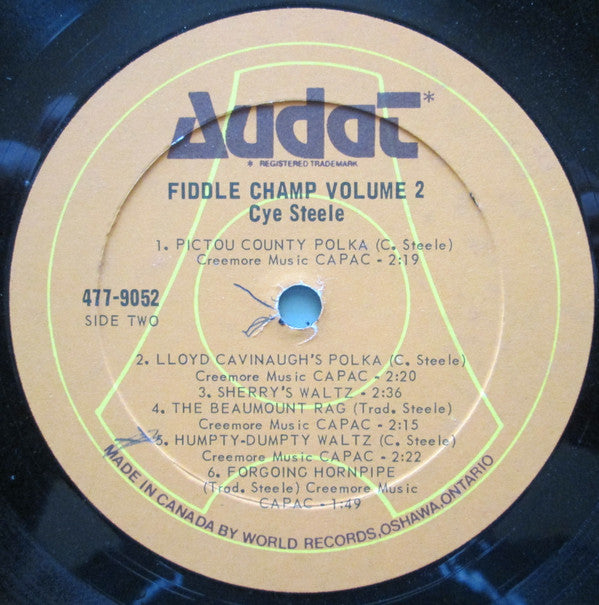 Audat*
* REGISTERED TRADEMARK
FIDDLE CHAMP VOLUME 2
Cye Steele
1. PICTOU COUNTY POLKA (C. Steele)
Creemore Music CAPAC - 2:19
477-9052
SIDE TWO
2. LLOYD CAVINAUGH'S POLKA (C. Steele)
Creemore Music CAPAC - 2:20
3. SHERRY'S WALTZ - 2:36
4. THE BEAUMOUNT RAG (Trad. Steele)
Creemore Music CAPAC - 2:15
5. HUMPTY-DUMPTY WALTZ (C. Steele)
Creemore Music CAPAC - 2:22
6. FORGOING HORNPIPE
(Trad. Steele) Creemore Music
CAPAC - 1:49
MADE IN CANADA BY WORLD RECORDS, OSHAWA, ONTARIO